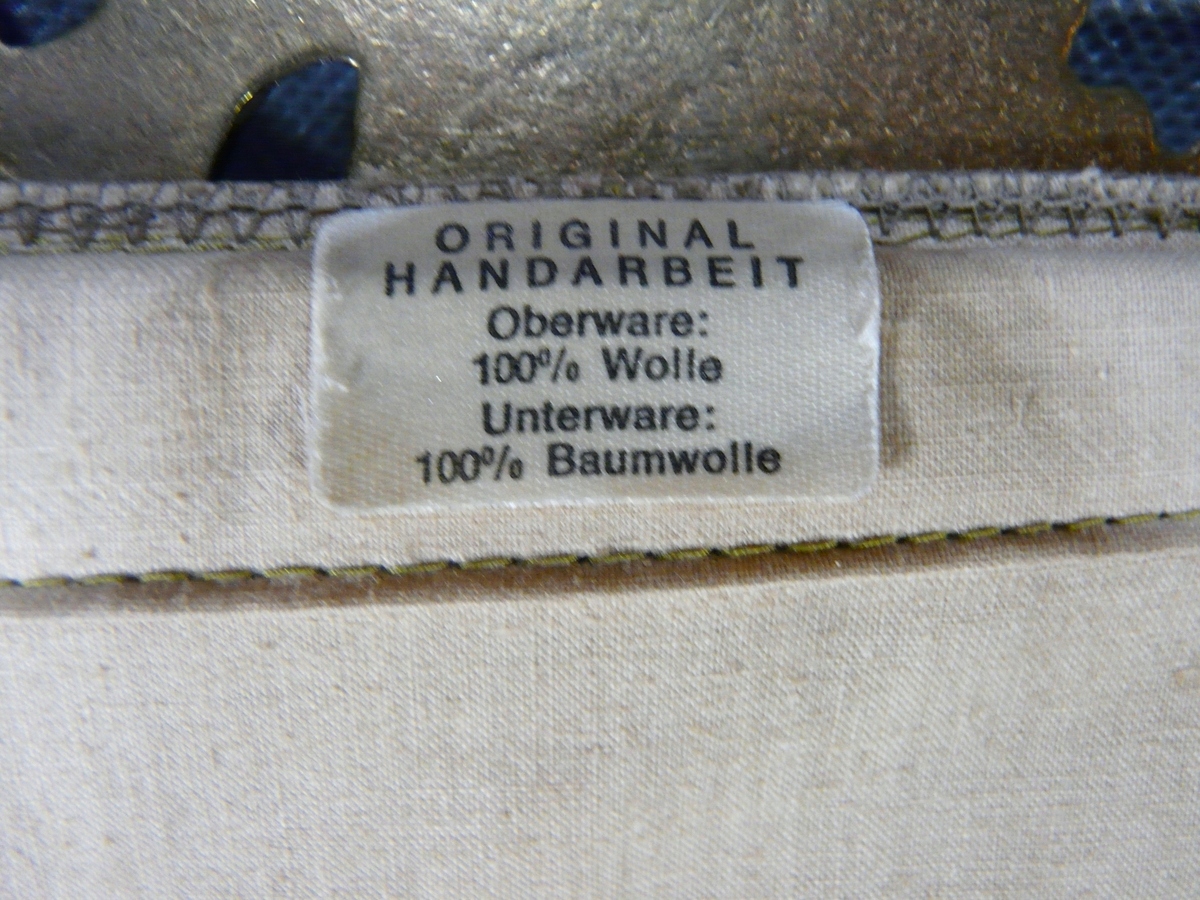 ORIGINAL
HANDARBEIT
Oberware:
100% Wolle
Unterware:
100% Baumwolle